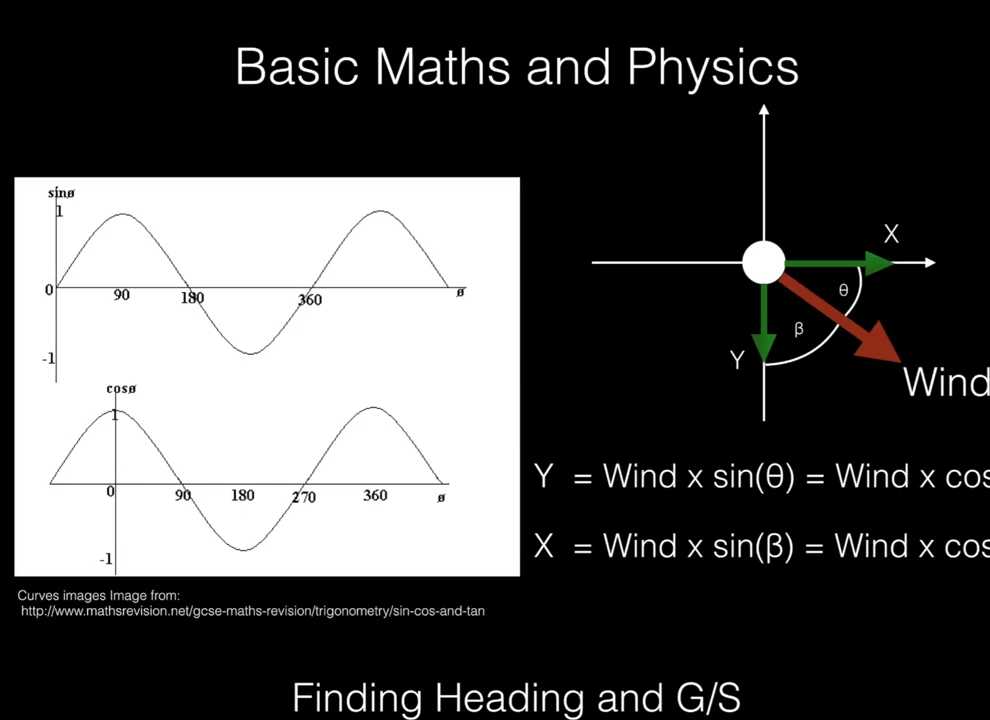 Basic Maths and Physics
sinø
1
0
90
180
360
ø
-1
cosø
1
0
90
180
270
360
ø
-1
Curves images Image from:
http://www.mathsrevision.net/gcse-maths-revision/trigonometry/sin-cos-and-tan
X
θ
β
Y
Wind
Y = Wind x sin(θ) = Wind x cos
X = Wind x sin(β) = Wind x cos
Finding Heading and G/S